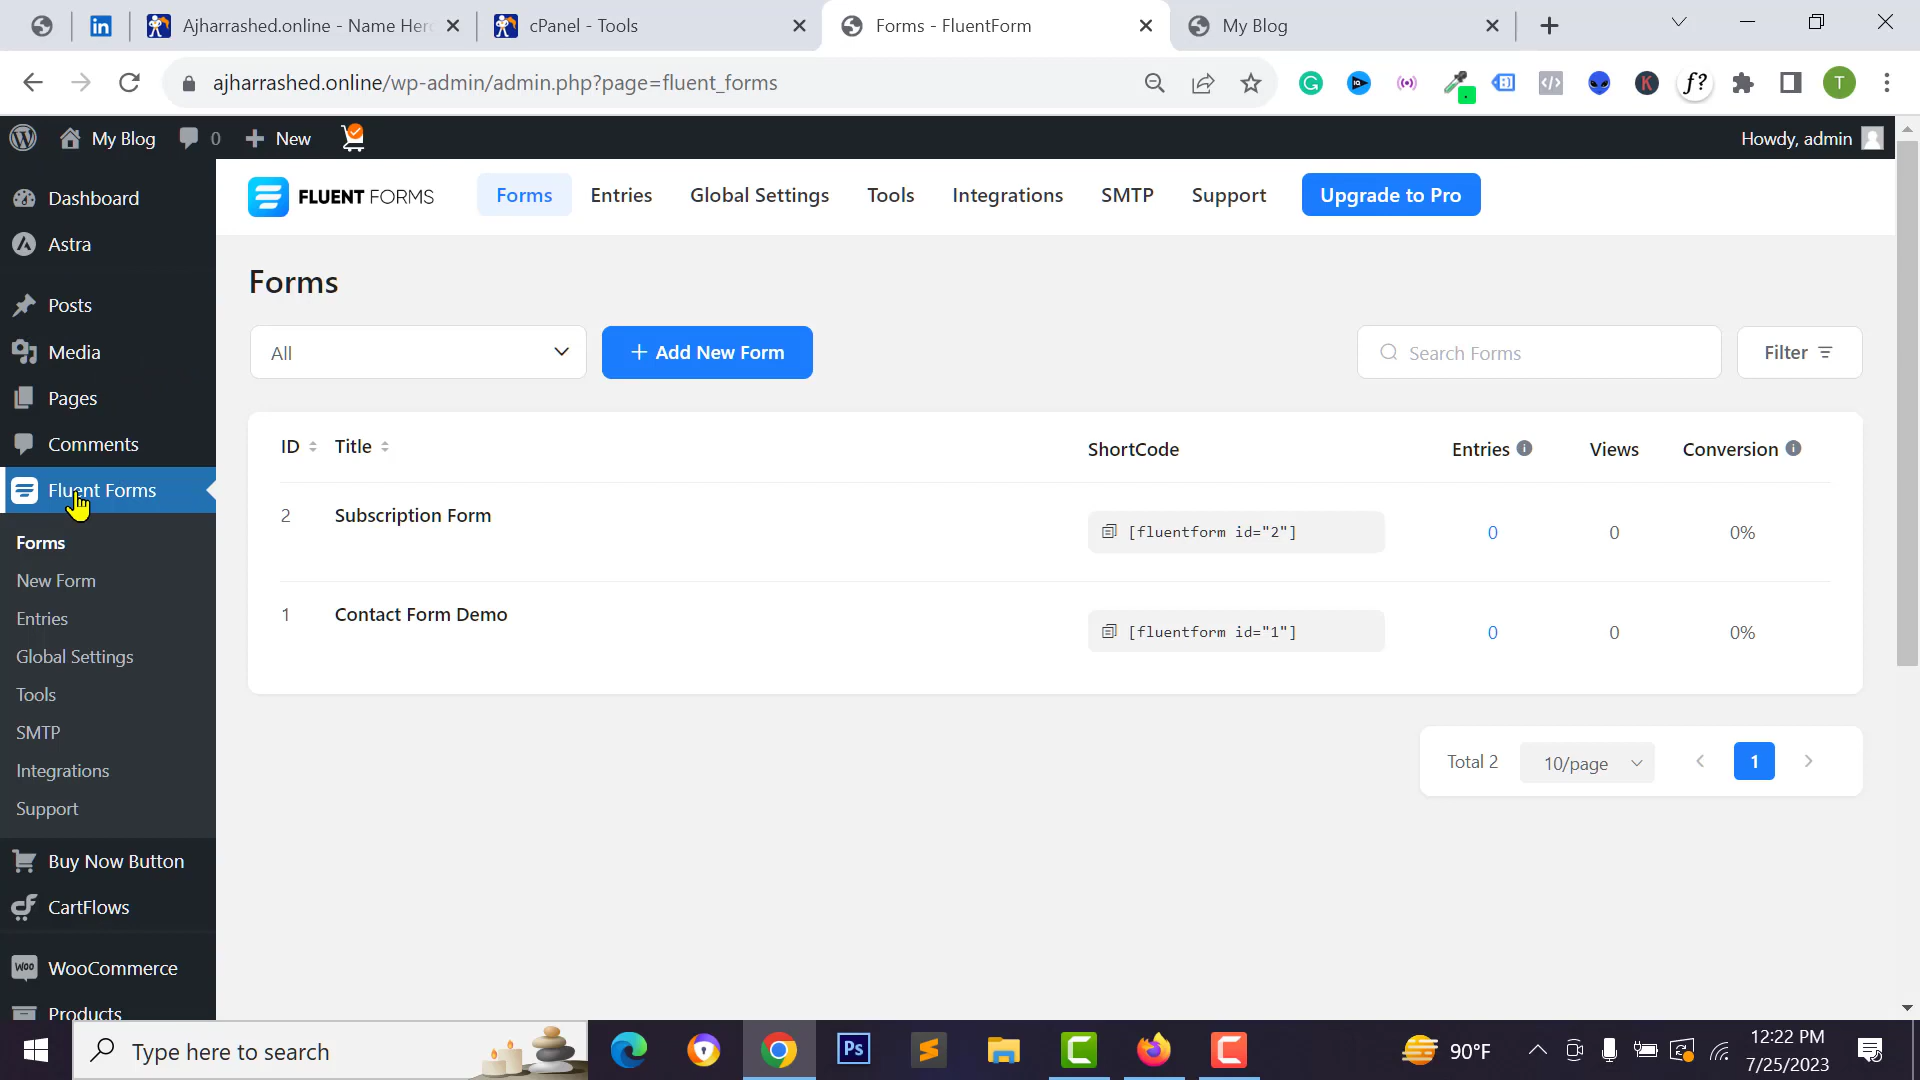 Ajharrashed.online - Name Her
cPanel - Tools
Forms - FluentForm
My Blog
ajharrashed.online/wp-admin/admin.php?page=fluent_forms
My Blog
0
New
Howdy, admin
Dashboard
Astra
Posts
Media
Pages
Comments
Fluent Forms
Forms
New Form
Entries
Global Settings
Tools
SMTP
Integrations
Support
Buy Now Button
CartFlows
WooCommerce
Products
FLUENT FORMS
Forms
Entries
Global Settings
Tools
Integrations
SMTP
Support
Upgrade to Pro
Forms
All
+ Add New Form
Search Forms
Filter
ID Title ShortCode Entries Views Conversion
2 Subscription Form [fluentform id="2"] 0 0 0%
1 Contact Form Demo [fluentform id="1"] 0 0 0%
Total 2 10/page 1
Type here to search
90°F
12:22 PM
7/25/2023